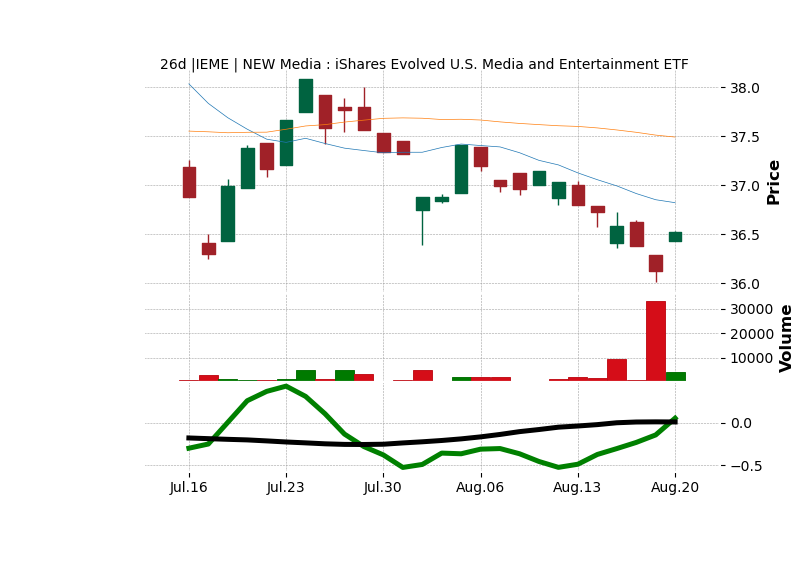 26d |IEME | NEW Media : iShares Evolved U.S. Media and Entertainment ETF
38.0
37.5
37.0
36.5
36.0
Price
30000
20000
10000
Volume
0.0
−0.5
Jul.16 Jul.23 Jul.30 Aug.06 Aug.13 Aug.20